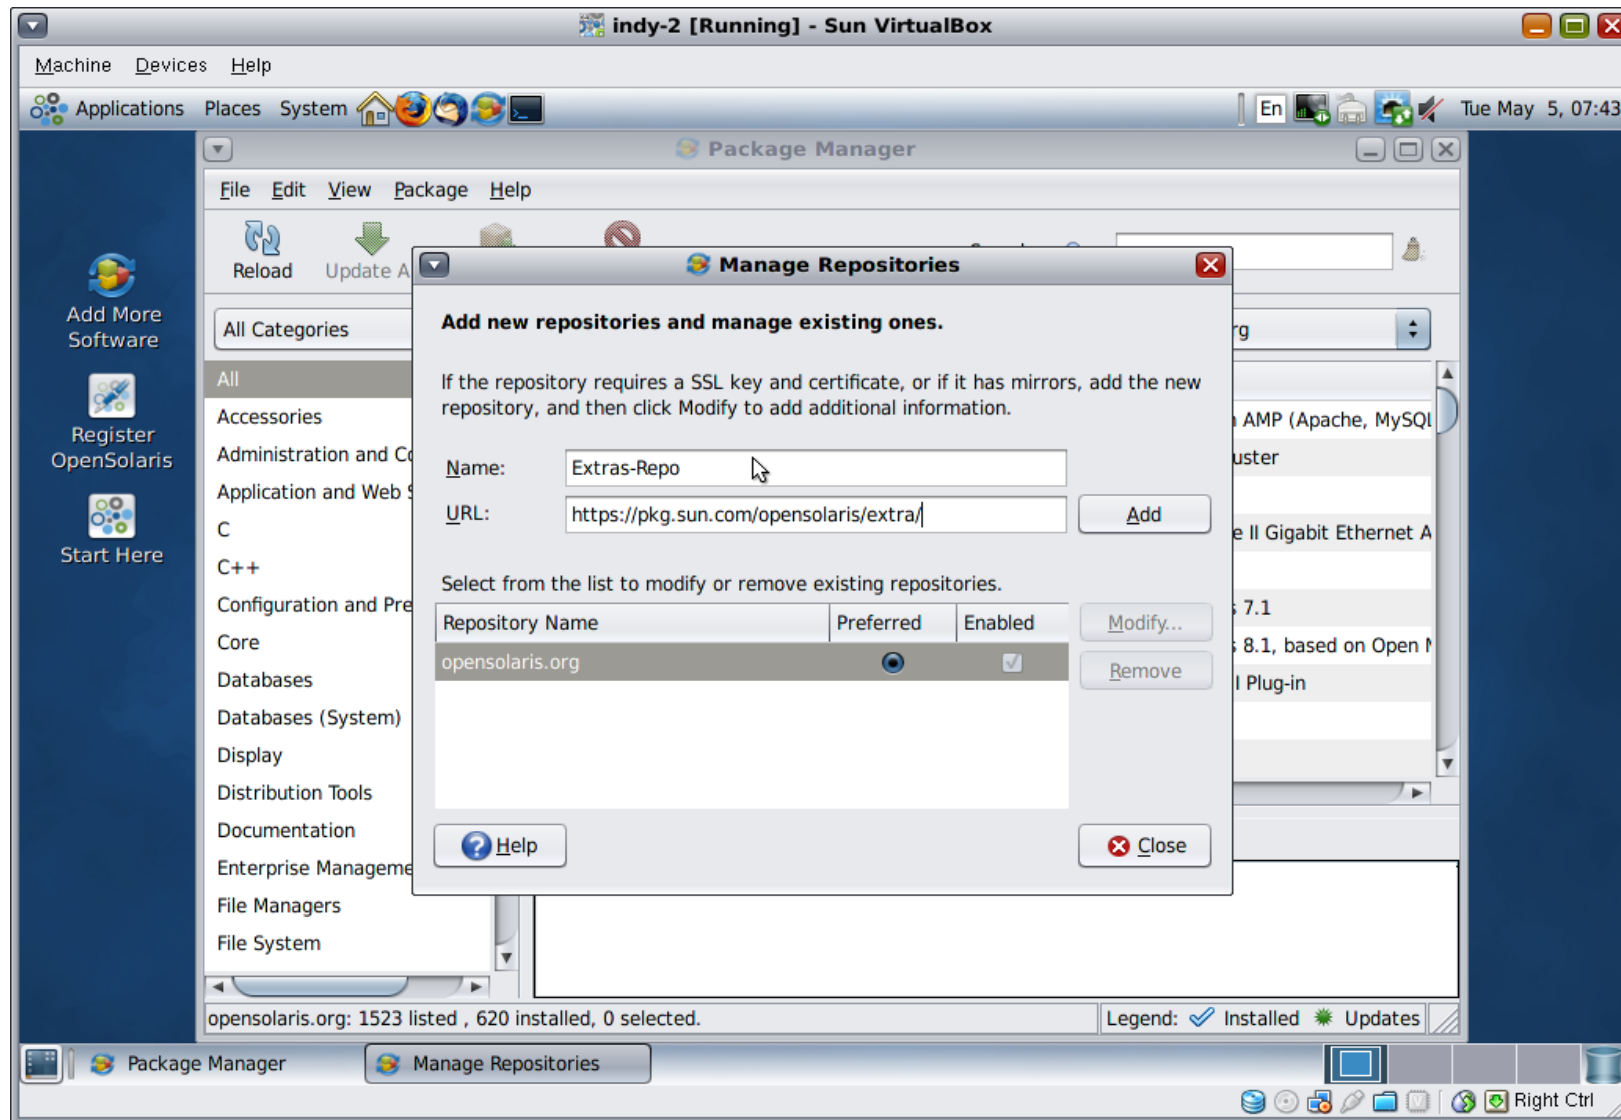 indy-2 [Running] - Sun VirtualBox
Machine Devices Help
Applications Places System En Tue May 5, 07:43
Package Manager
File Edit View Package Help
Reload Update A
Add More
Software
Register
OpenSolaris
Start Here
All Categories
All
Accessories
Administration and Co
Application and Web
C
C++
Configuration and Pre
Core
Databases
Databases (System)
Display
Distribution Tools
Documentation
Enterprise Manageme
File Managers
File System
Manage Repositories
Add new repositories and manage existing ones.
If the repository requires a SSL key and certificate, or if it has mirrors, add the new
repository, and then click Modify to add additional information.
Name: Extras-Repo
URL: https://pkg.sun.com/opensolaris/extra/ Add
Select from the list to modify or remove existing repositories.
Repository Name Preferred Enabled Modify...
opensolaris.org Remove
Help Close
rg
AMP (Apache, MySQL
uster
e II Gigabit Ethernet A
7.1
8.1, based on Open
l Plug-in
opensolaris.org: 1523 listed , 620 installed, 0 selected. Legend: Installed Updates
Package Manager Manage Repositories
Right Ctrl